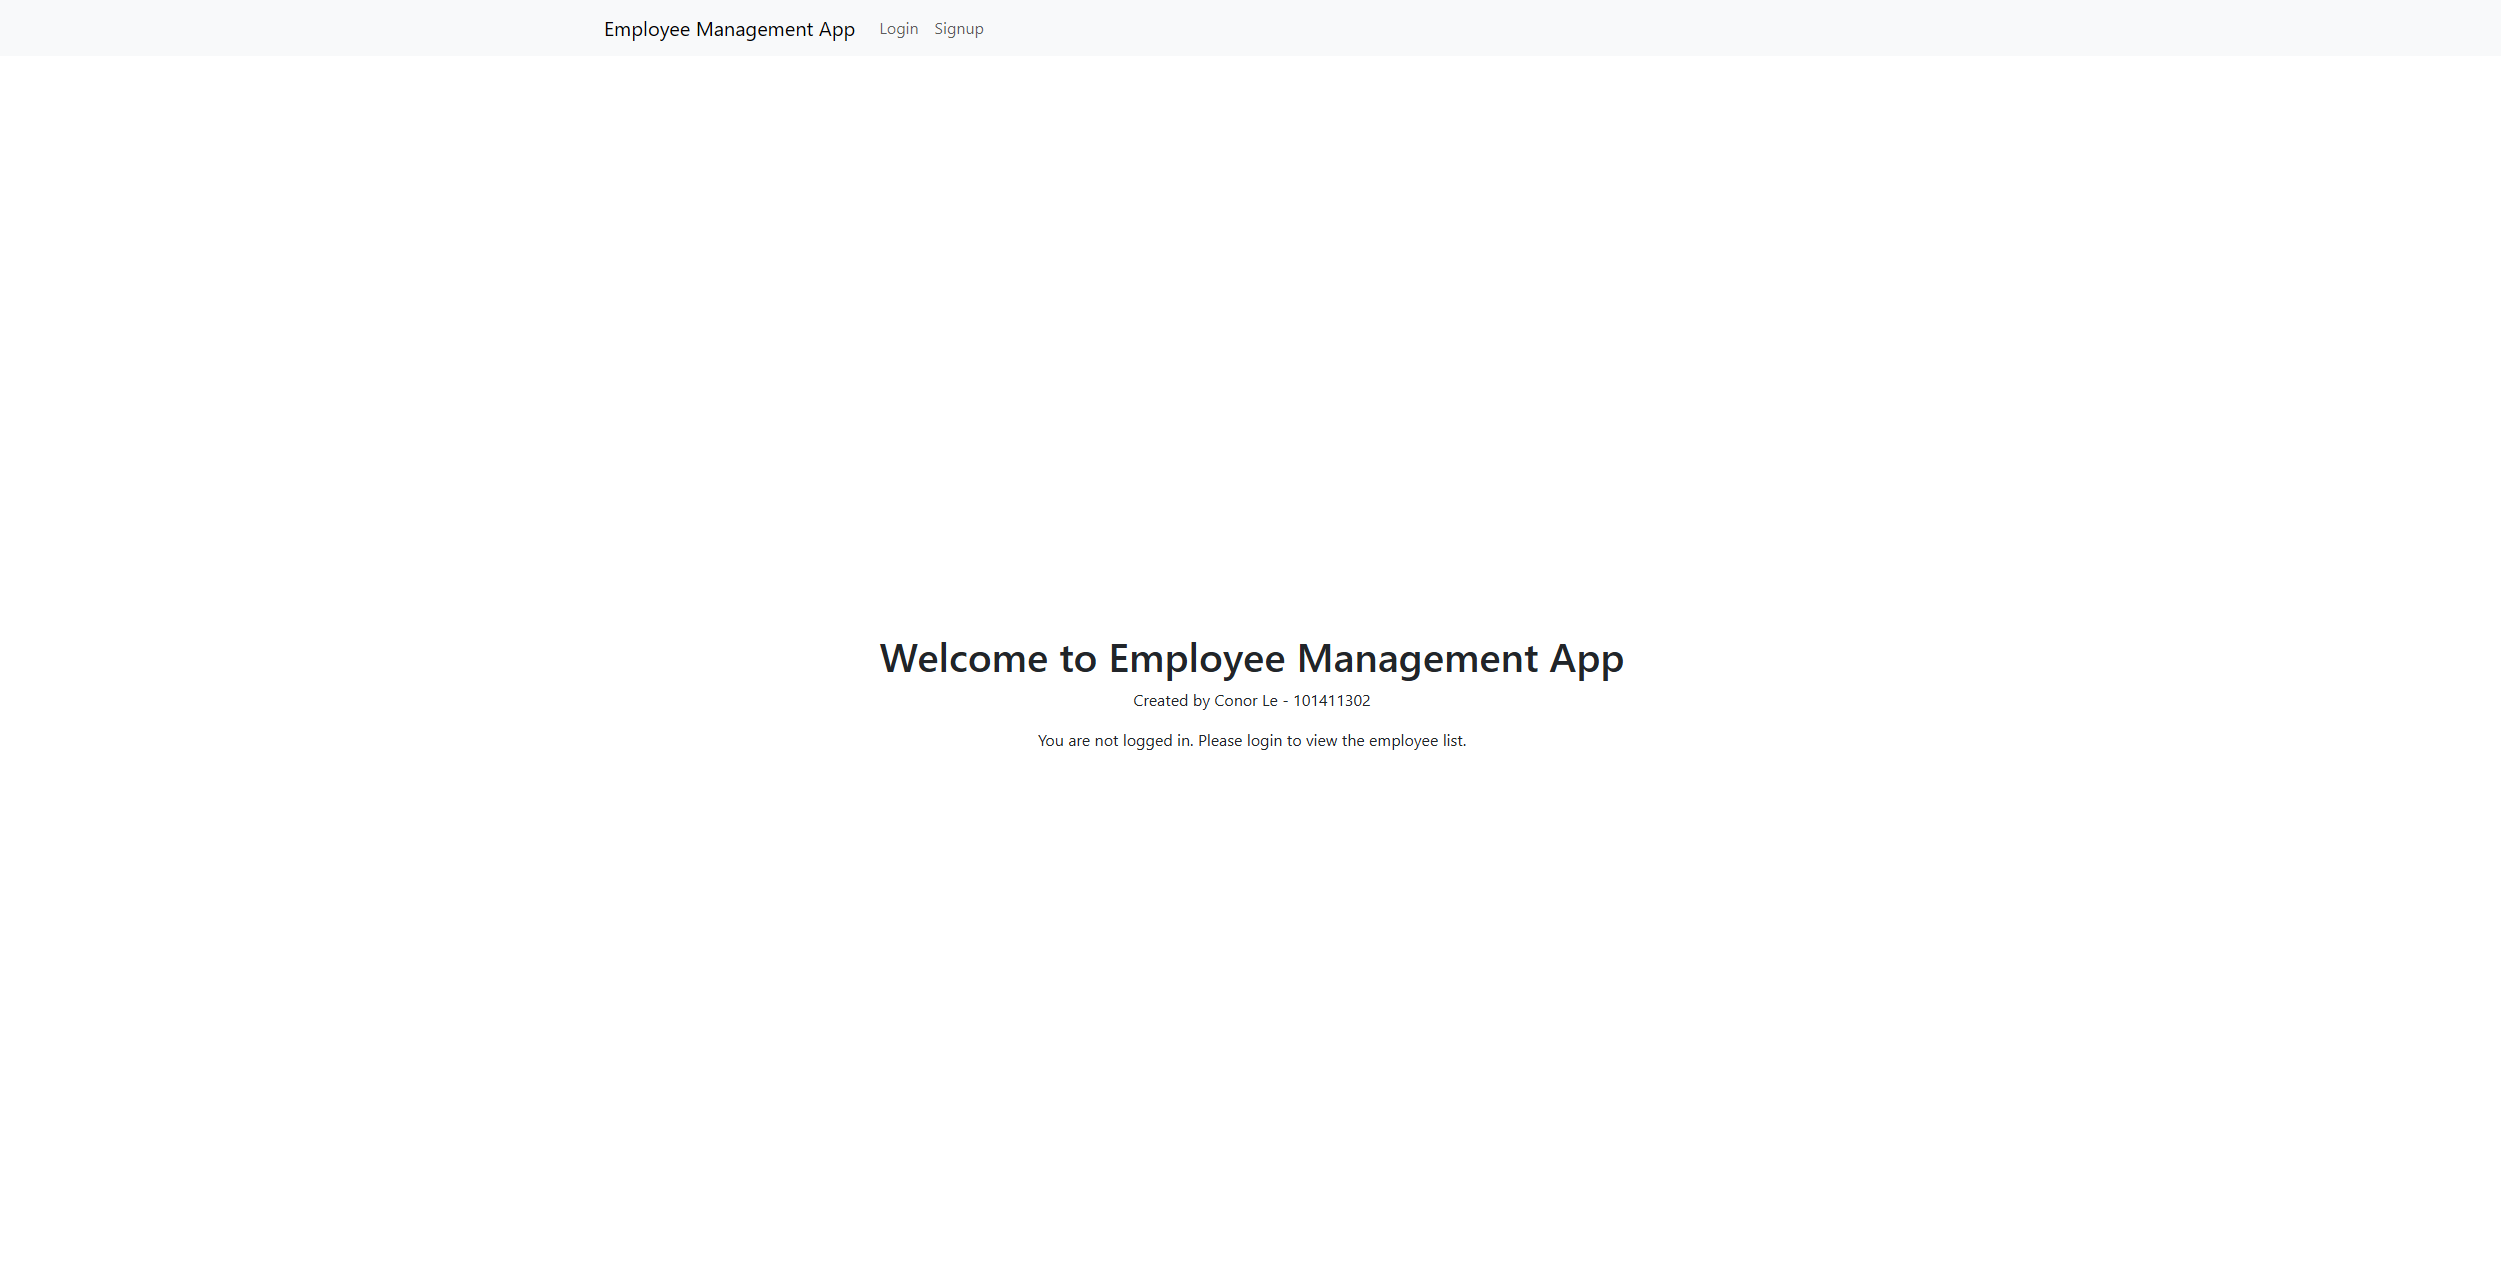 Employee Management App Login Signup
Welcome to Employee Management App
Created by Conor Le - 101411302
You are not logged in. Please login to view the employee list.